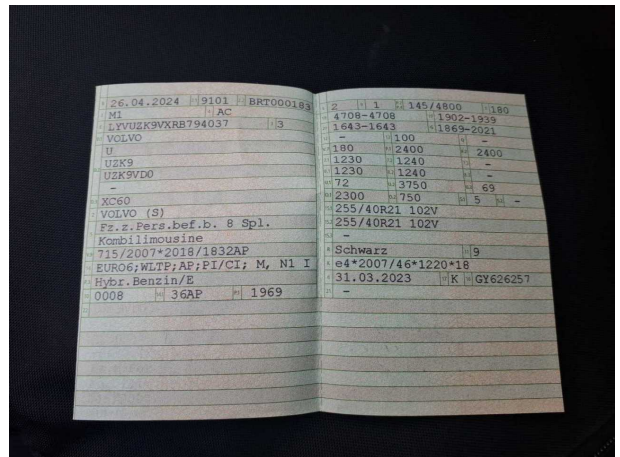 26.04.2024 9101 BRT000183
M1 AC
LYVUZK9VXRB794037 3
VOLVO
U
UZK9
UZK9VD0
-
XC60
VOLVO (S)
Fz.z.Pers.bef.b. 8 Spl.
Kombilimousine
715/2007*2018/1832AP
EURO6;WLTP;AP;PI/CI; M, N1 I
Hybr.Benzin/E
0008 36AP 1969
2 1 145/4800 180
4708-4708 1902-1939
1643-1643 1869-2021
- 100 -
180 2400 2400
1230 1240 -
1230 1240 -
72 3750 69
2300 750 5 -
255/40R21 102V
255/40R21 102V
-
Schwarz 9
e4*2007/46*1220*18
31.03.2023 K GY626257
-